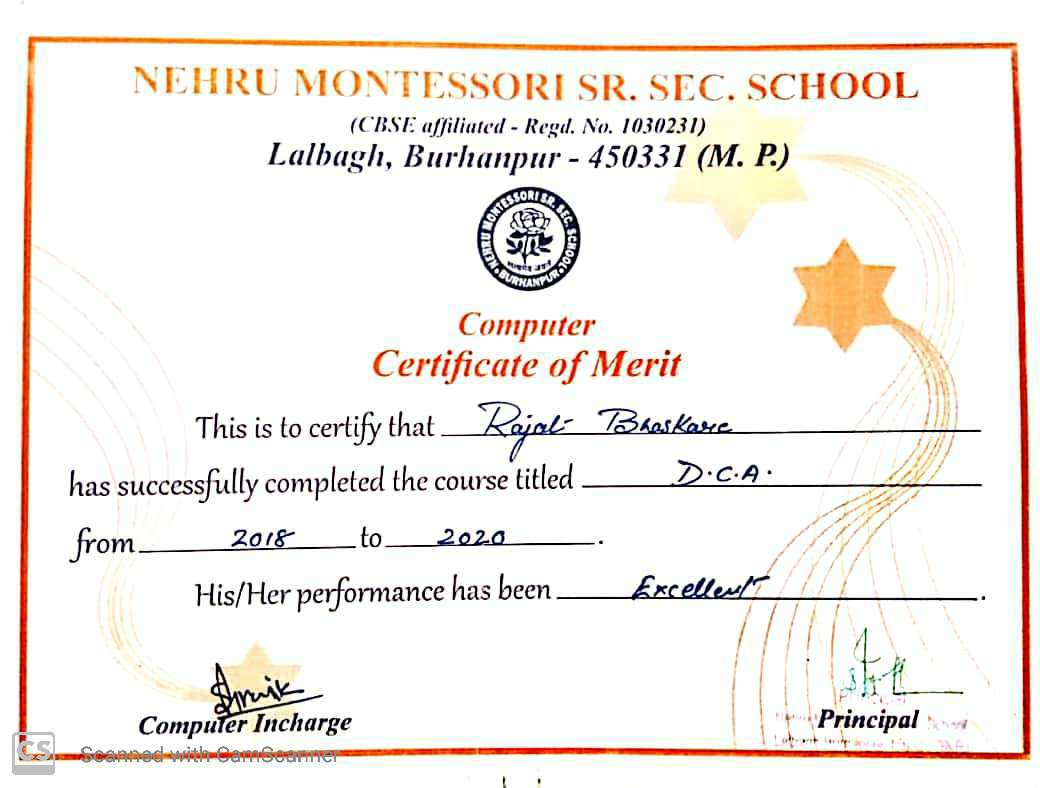 NEHRU MONTESSORI SR. SEC. SCHOOL
(CBSE affiliated - Regd. No. 1030231)
Lalbagh, Burhanpur - 450331 (M. P.)
NEHRU MONTESSORI SR. SEC. SCHOOL
BURHANPUR
Computer
Certificate of Merit
This is to certify that Rajat Bhaskare
has successfully completed the course titled D.C.A.
from 2018 to 2020.
His/Her performance has been Excellent.
Computer Incharge
Principal
CS Scanned with CamScanner